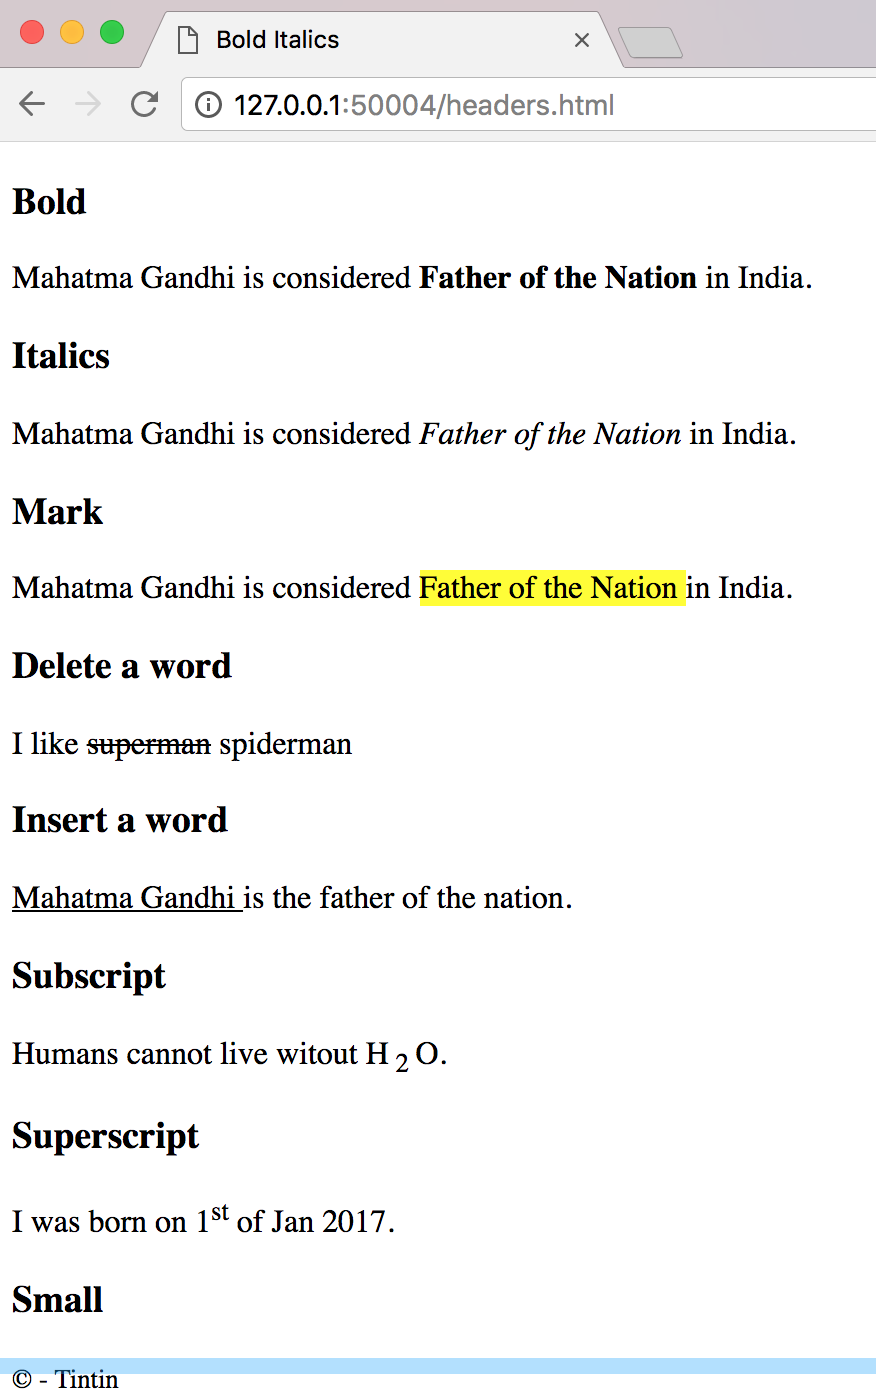 Bold Italics
127.0.0.1:50004/headers.html
Bold
Mahatma Gandhi is considered Father of the Nation in India.
Italics
Mahatma Gandhi is considered Father of the Nation in India.
Mark
Mahatma Gandhi is considered Father of the Nation in India.
Delete a word
I like superman spiderman
Insert a word
Mahatma Gandhi is the father of the nation.
Subscript
Humans cannot live witout H 2 O.
Superscript
I was born on 1st of Jan 2017.
Small
© - Tintin